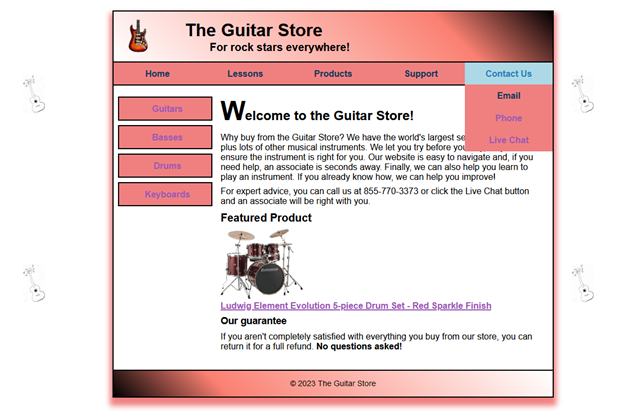 The Guitar Store
For rock stars everywhere!
Home Lessons Products Support Contact Us
Email
Phone
Live Chat
Guitars
Basses
Drums
Keyboards
Welcome to the Guitar Store!
Why buy from the Guitar Store? We have the world's largest se
plus lots of other musical instruments. We let you try before you
ensure the instrument is right for you. Our website is easy to navigate and, if you
need help, an associate is seconds away. Finally, we can also help you learn to
play an instrument. If you already know how, we can help you improve!
For expert advice, you can call us at 855-770-3373 or click the Live Chat button
and an associate will be right with you.
Featured Product
Ludwig Element Evolution 5-piece Drum Set - Red Sparkle Finish
Our guarantee
If you aren't completely satisfied with everything you buy from our store, you can
return it for a full refund. No questions asked!
© 2023 The Guitar Store